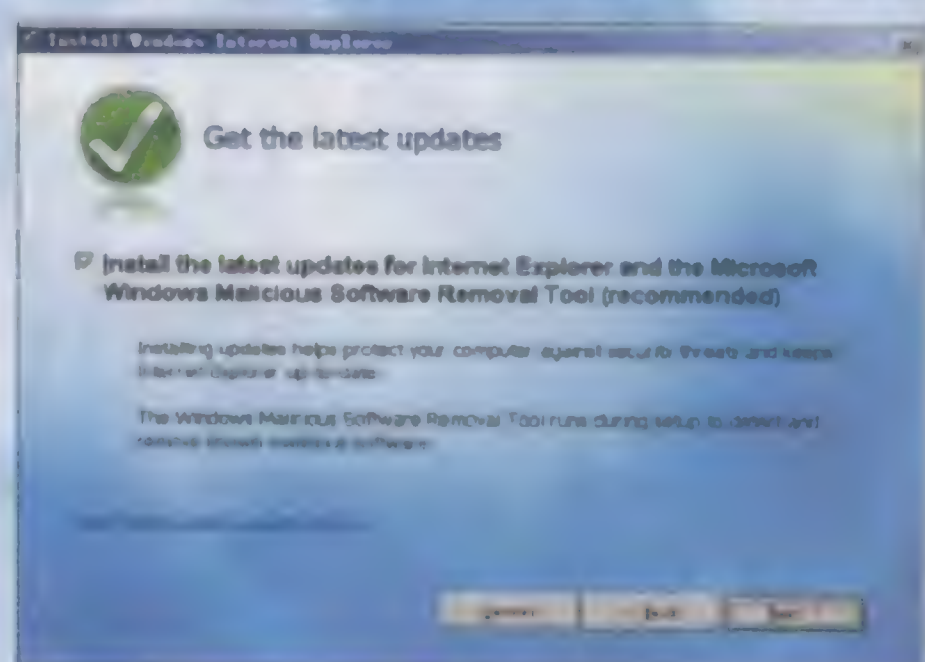 Install Windows Internet Explorer
Get the latest updates
Install the latest updates for Internet Explorer and the Microsoft
Windows Malicious Software Removal Tool (recommended)
Installing updates helps protect your computer against security threats and keeps
Internet Explorer up-to-date.
The Windows Malicious Software Removal Tool runs during setup to detect and
remove known malicious software.